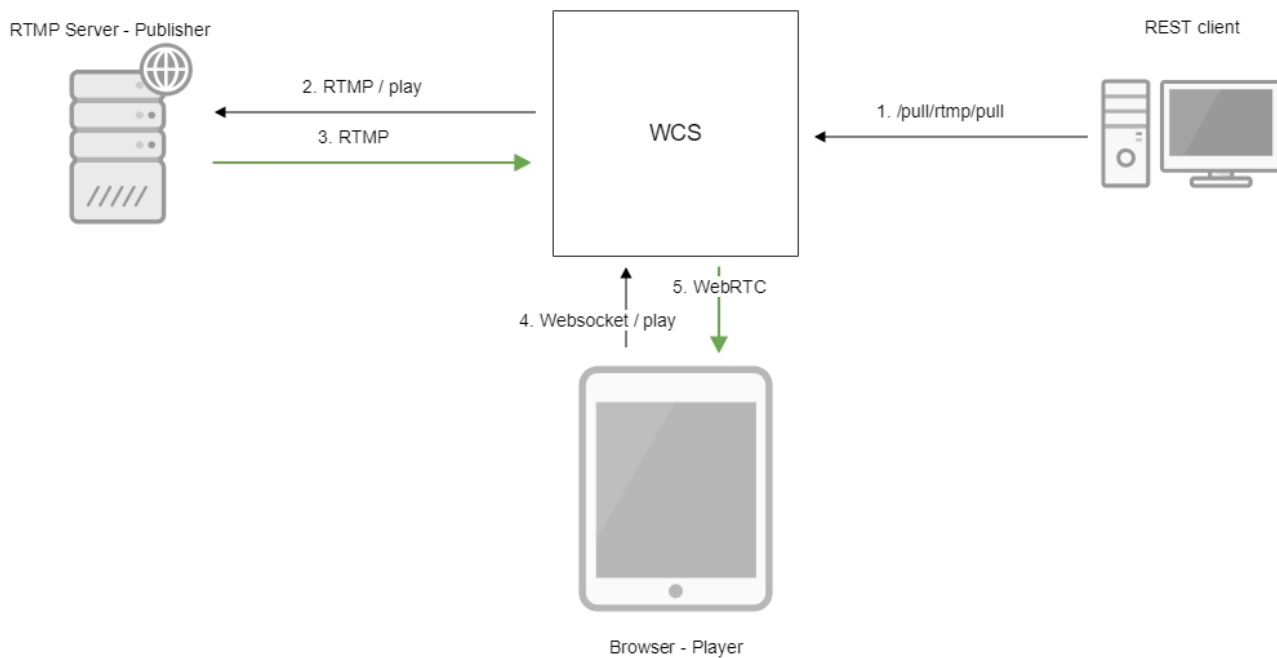 RTMP Server - Publisher
REST client
2. RTMP / play
1. /pull/rtmp/pull
WCS
3. RTMP
5. WebRTC
4. Websocket / play
Browser - Player